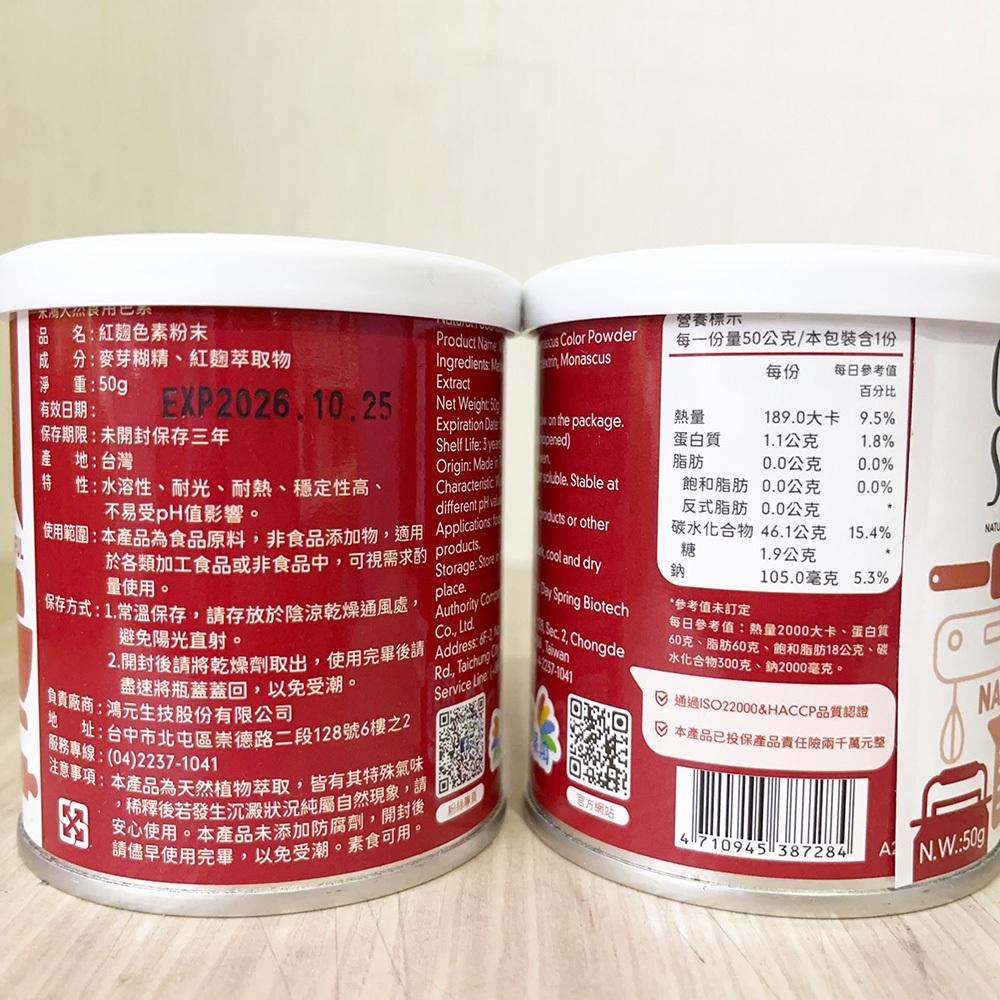 天然食用色素
品 名:紅麴色素粉末
成 分:麥芽糊精、紅麴萃取物
淨 重:50g
有效日期:
EXP2026.10.25
保存期限:未開封保存三年
產 地:台灣
特 性:水溶性、耐光、耐熱、穩定性高、
不易受pH值影響。
使用範圍:本產品為食品原料,非食品添加物,適用
於各類加工食品或非食品中,可視需求酌
量使用。
保存方式:1.常溫保存,請存放於陰涼乾燥通風處,
避免陽光直射。
2.開封後請將乾燥劑取出,使用完畢後請
盡速將瓶蓋蓋回,以免受潮。
負責廠商:鴻元生技股份有限公司
地 址:台中市北屯區崇德路二段128號6樓之2
服務專線:(04)2237-1041
注意事項:本產品為天然植物萃取,皆有其特殊氣味
,稀釋後若發生沉澱狀況純屬自然現象,請
安心使用。本產品未添加防腐劑,開封後
請儘早使用完畢,以免受潮。素食可用。
Natural Food
Product Name:
Ingredients:
Extract
Net Weight: 50g
Expiration Date:
Shelf Life: 3 years
Origin: Made in
Characteristic:
different pH
Applications:
products.
Storage: Store
place.
Authority
Co., Ltd.
Address: 6F-2,
Rd., Taichung
Service Line:
粉絲專頁
Color Powder
Monascus
on the package.
soluble. Stable at
products or other
cool and dry
Day Spring Biotech
Sec. 2, Chongde
Taiwan
2237-1041
官方網站
營養標示
每一份量50公克/本包裝含1份
每份 每日參考值
百分比
熱量 189.0大卡 9.5%
蛋白質 1.1公克 1.8%
脂肪 0.0公克 0.0%
飽和脂肪 0.0公克 0.0%
反式脂肪 0.0公克 *
碳水化合物 46.1公克 15.4%
糖 1.9公克 *
鈉 105.0毫克 5.3%
*參考值未訂定
每日參考值:熱量2000大卡、蛋白質
60克、脂肪60克、飽和脂肪18公克、碳
水化合物300克、鈉2000毫克。
通過ISO22000&HACCP品質認證
本產品已投保產品責任險兩千萬元整
4 710945 387284
N.W.:50g